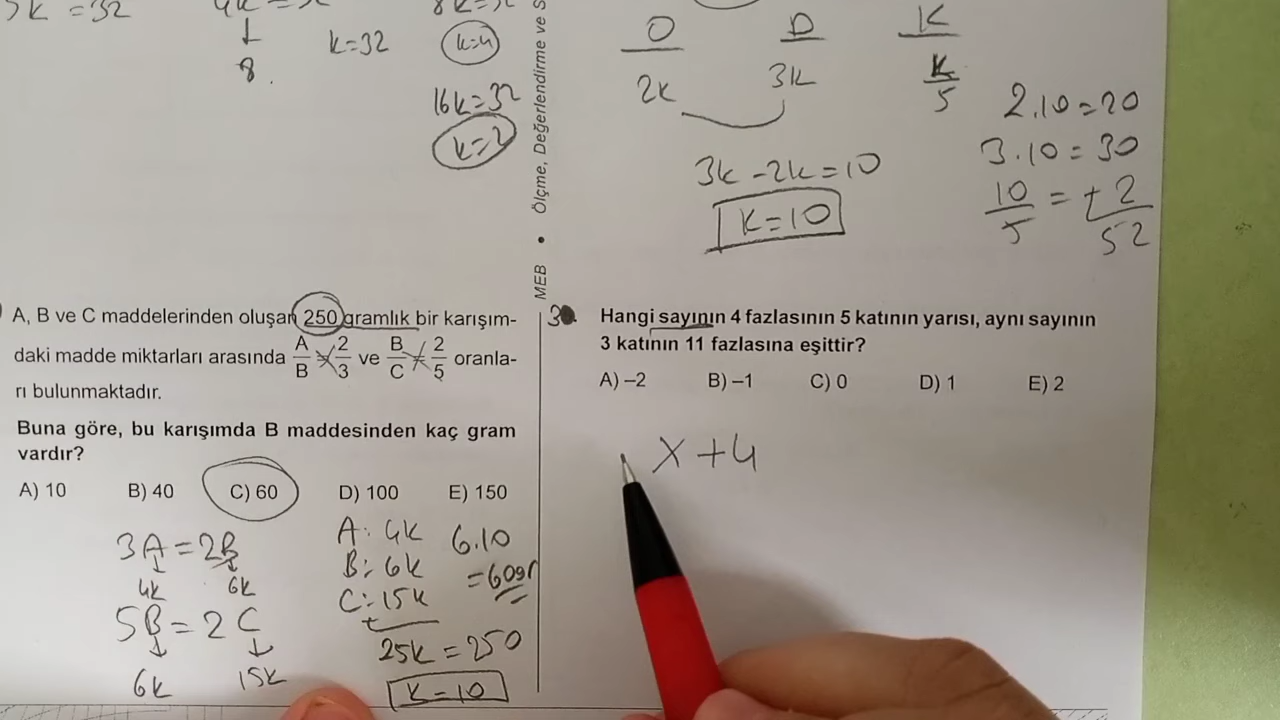 k = 32
8
k=32
k=4
16k=32
k=2
A, B ve C maddelerinden oluşan 250 gramlık bir karışım-
daki madde miktarları arasında A/B = 2/3 ve B/C = 2/5 oranla-
rı bulunmaktadır.
Buna göre, bu karışımda B maddesinden kaç gram
vardır?
A) 10 B) 40 C) 60 D) 100 E) 150
3A = 2B
4k 6k
5B = 2C
6k 15k
A: 4k
B: 6k
C: 15k
25k = 250
k=10
6.10
=60gr
MEB • Ölçme, Değerlendirme ve S
O D K
2k 3k k/5
3k - 2k = 10
k=10
2.10=20
3.10=30
10/5 = + 2
52
3
Hangi sayının 4 fazlasının 5 katının yarısı, aynı sayının
3 katının 11 fazlasına eşittir?
A) –2 B) –1 C) 0 D) 1 E) 2
x+4